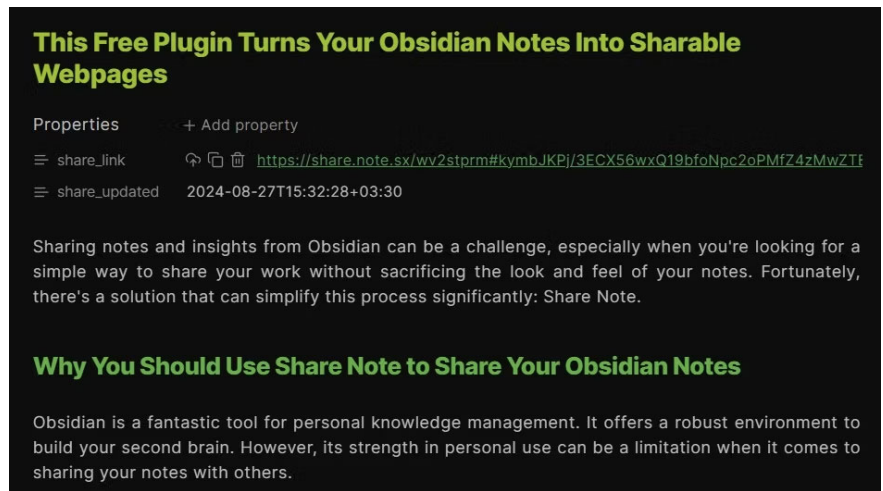 This Free Plugin Turns Your Obsidian Notes Into Sharable
Webpages
Properties + Add property
share_link https://share.note.sx/wv2stprm#kymbJKPj/3ECX56wxQ19bfoNpc2oPMfZ4zMwZTE
share_updated 2024-08-27T15:32:28+03:30
Sharing notes and insights from Obsidian can be a challenge, especially when you're looking for a
simple way to share your work without sacrificing the look and feel of your notes. Fortunately,
there's a solution that can simplify this process significantly: Share Note.
Why You Should Use Share Note to Share Your Obsidian Notes
Obsidian is a fantastic tool for personal knowledge management. It offers a robust environment to
build your second brain. However, its strength in personal use can be a limitation when it comes to
sharing your notes with others.